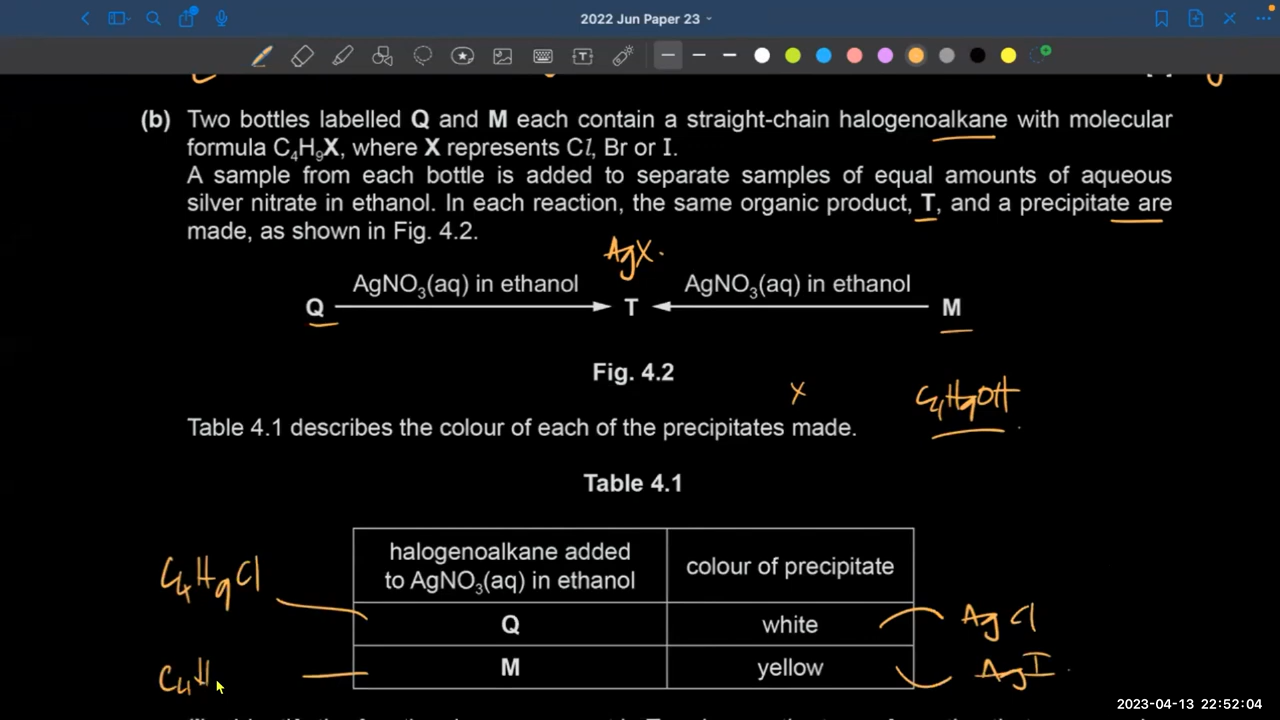 2022 Jun Paper 23
(b) Two bottles labelled Q and M each contain a straight-chain halogenoalkane with molecular
formula C₄H₉X, where X represents Cl, Br or I.
A sample from each bottle is added to separate samples of equal amounts of aqueous
silver nitrate in ethanol. In each reaction, the same organic product, T, and a precipitate are
made, as shown in Fig. 4.2.
AgX.
AgNO₃(aq) in ethanol AgNO₃(aq) in ethanol
Q T M
Fig. 4.2
x C₄H₉OH
Table 4.1 describes the colour of each of the precipitates made.
Table 4.1
halogenoalkane added
to AgNO₃(aq) in ethanol
colour of precipitate
C₄H₉Cl
Q white AgCl
C₄H M yellow AgI
2023-04-13 22:52:04